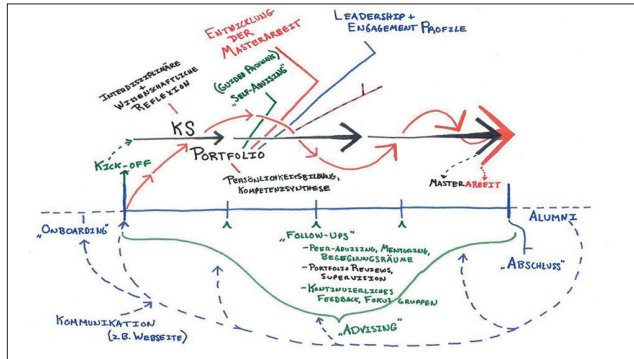 LEADERSHIP +
ENGAGEMENT PROFILE
ENTWICKLUNG
DER
MASTERARBEIT
(GUIDED PATHWAY)
„SELF-ADVISING"
INTERDISZIPLINÄRE
+
WISSENSCHAFTLICHE
REFLEXION
KS
PORTFOLIO
KICK-OFF
PERSÖNLICHKEITSBILDUNG,
KOMPETENZSYNTHESE
MASTERARBEIT
„ONBOARDING"
ALUMNI
„FOLLOW-UPS"
-PEER-ADVISING, MENTORING,
BEGEGNUNGSRÄUME
-PORTFOLIO REVIEWS,
SUPERVISION
-KONTINUIERLICHES
FEEDBACK, FOKUS GRUPPEN
„ABSCHLUSS"
„ADVISING"
KOMMUNIKATION
(Z.B. WEBSEITE)